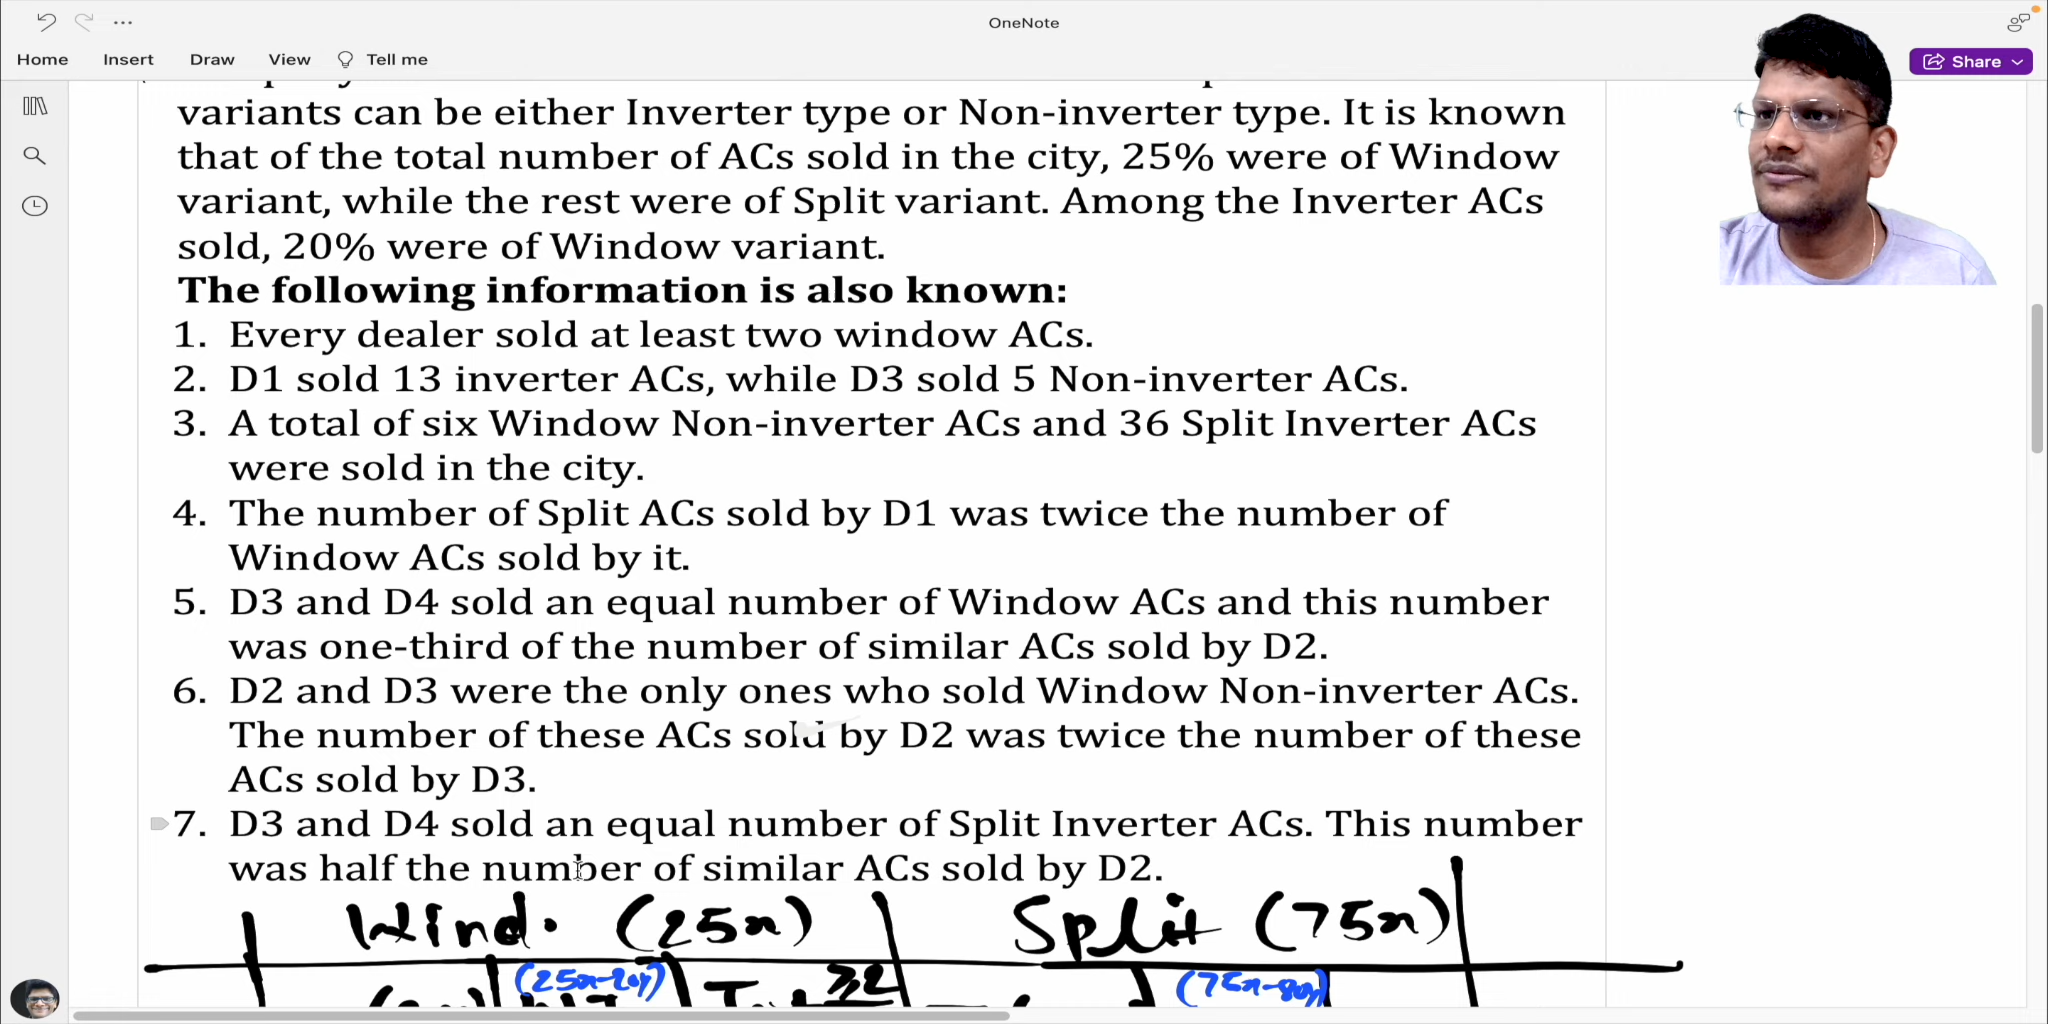 OneNote
Home Insert Draw View Tell me Share
variants can be either Inverter type or Non-inverter type. It is known
that of the total number of ACs sold in the city, 25% were of Window
variant, while the rest were of Split variant. Among the Inverter ACs
sold, 20% were of Window variant.
The following information is also known:
1. Every dealer sold at least two window ACs.
2. D1 sold 13 inverter ACs, while D3 sold 5 Non-inverter ACs.
3. A total of six Window Non-inverter ACs and 36 Split Inverter ACs
were sold in the city.
4. The number of Split ACs sold by D1 was twice the number of
Window ACs sold by it.
5. D3 and D4 sold an equal number of Window ACs and this number
was one-third of the number of similar ACs sold by D2.
6. D2 and D3 were the only ones who sold Window Non-inverter ACs.
The number of these ACs sold by D2 was twice the number of these
ACs sold by D3.
7. D3 and D4 sold an equal number of Split Inverter ACs. This number
was half the number of similar ACs sold by D2.
Wind. (25x) Split (75x)
(25x-20y) ≥2 (75x-80y)